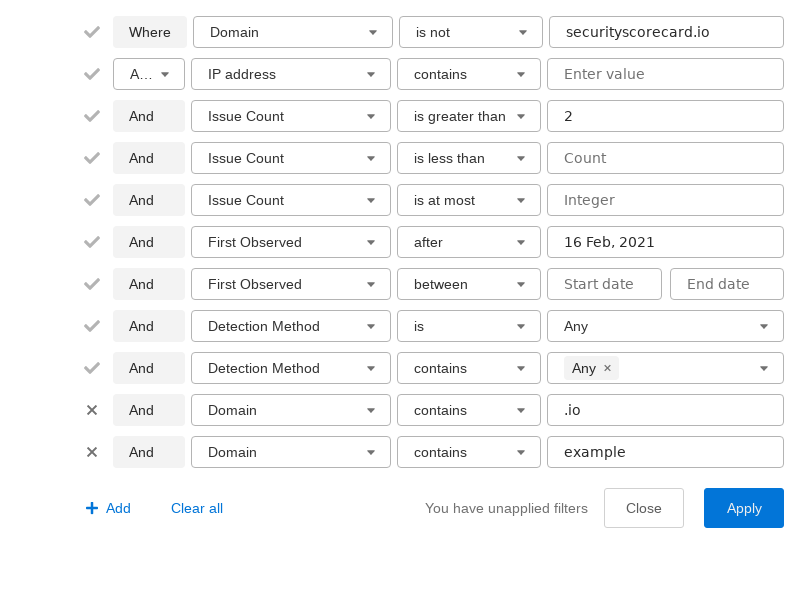 Where Domain is not securityscorecard.io
A… IP address contains Enter value
And Issue Count is greater than 2
And Issue Count is less than Count
And Issue Count is at most Integer
And First Observed after 16 Feb, 2021
And First Observed between Start date End date
And Detection Method is Any
And Detection Method contains Any ×
And Domain contains .io
And Domain contains example
+ Add Clear all You have unapplied filters Close Apply